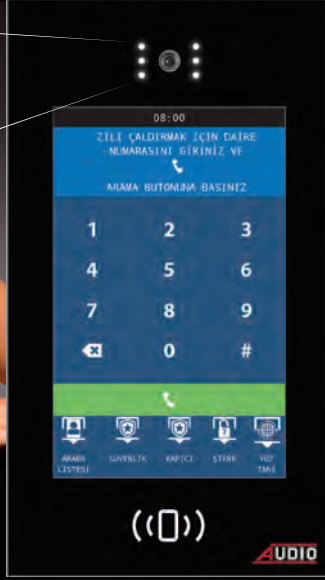 08:00
ZİLİ ÇALDIRMAK İÇİN DAİRE
NUMARASINI GİRİNİZ VE
ARAMA BUTONUNA BASINIZ
1 2 3
4 5 6
7 8 9
0 #
ARAMA LİSTESİ
GÜVENLİK
KAPICI
ŞİFRE
YÜZ TANI
AUDIO